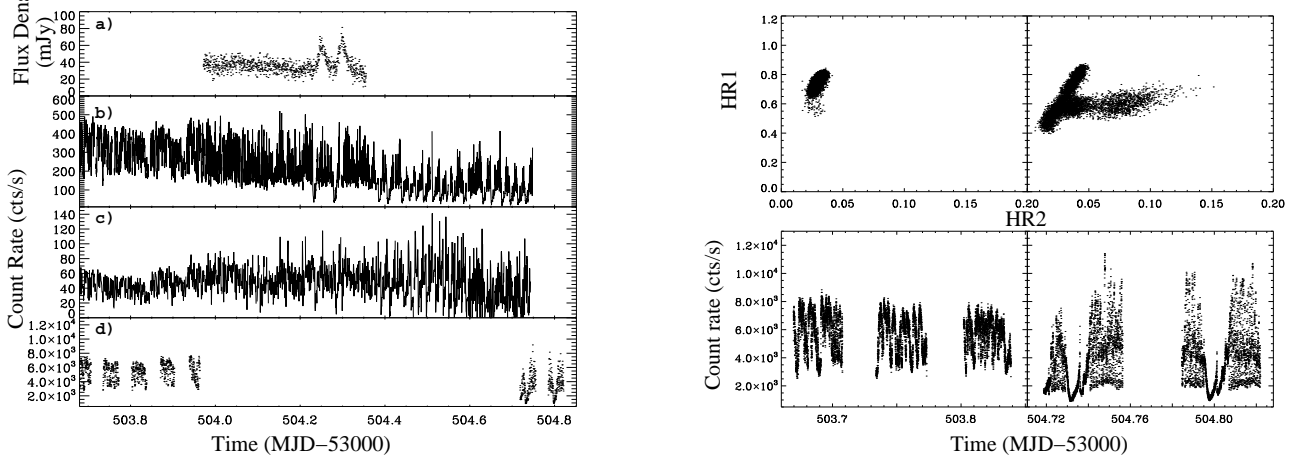 Flux Dens
(mJy)
100
80
60
40
20
0
a)
Count Rate (cts/s)
600
500
400
300
200
100
b)
140
120
100
80
60
40
20
0
c)
1.2×10⁴
1.0×10⁴
8.0×10³
6.0×10³
4.0×10³
2.0×10³
d)
503.8 504.0 504.2 504.4 504.6 504.8
Time (MJD−53000)
HR1
1.2
1.0
0.8
0.6
0.4
0.2
0.0
0.00 0.05 0.10 0.15 0.20 0.05 0.10 0.15 0.20
HR2
Count rate (cts/s)
1.2×10⁴
1.0×10⁴
8.0×10³
6.0×10³
4.0×10³
2.0×10³
503.7 503.8 504.72 504.76 504.80
Time (MJD−53000)